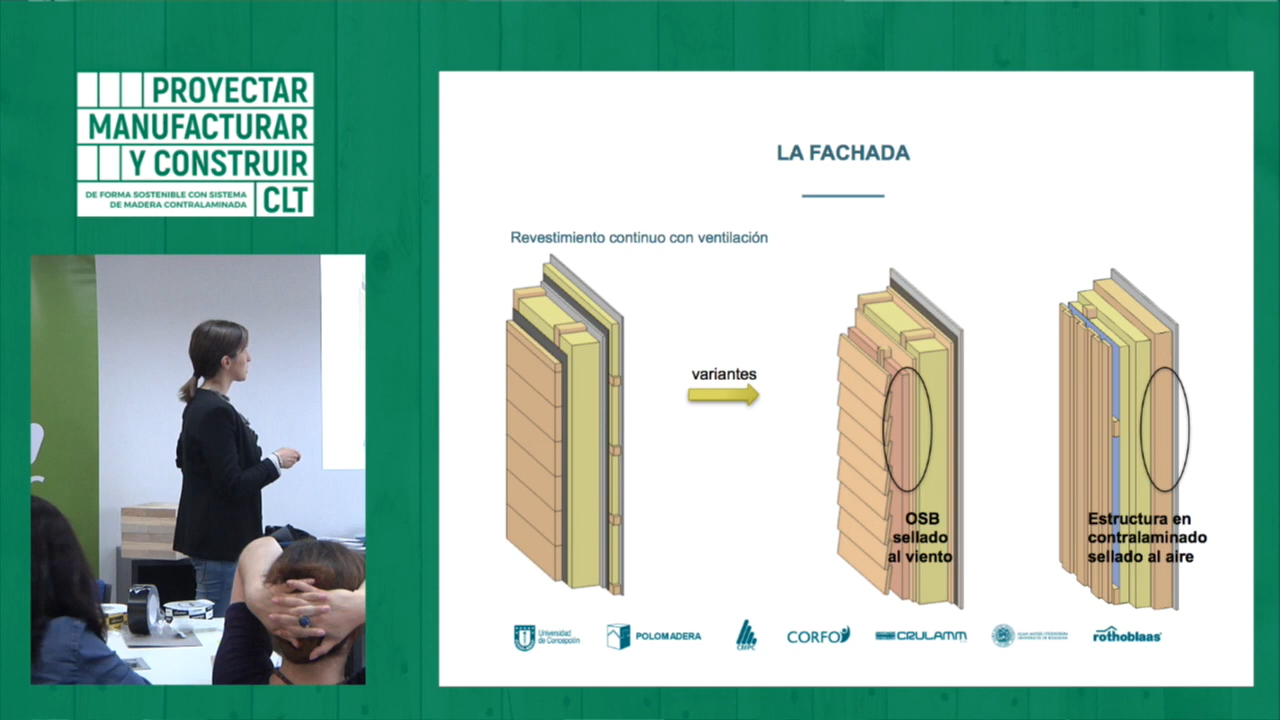 PROYECTAR
MANUFACTURAR
Y CONSTRUIR
DE FORMA SOSTENIBLE CON SISTEMA
DE MADERA CONTRALAMINADA
CLT
LA FACHADA
Revestimiento continuo con ventilación
variantes
OSB
sellado
al viento
Estructura en
contralaminado
sellado al aire
Universidad
de Concepción
POLOMADERA
CMPC
CORFO
CRULAMM
rothoblaas